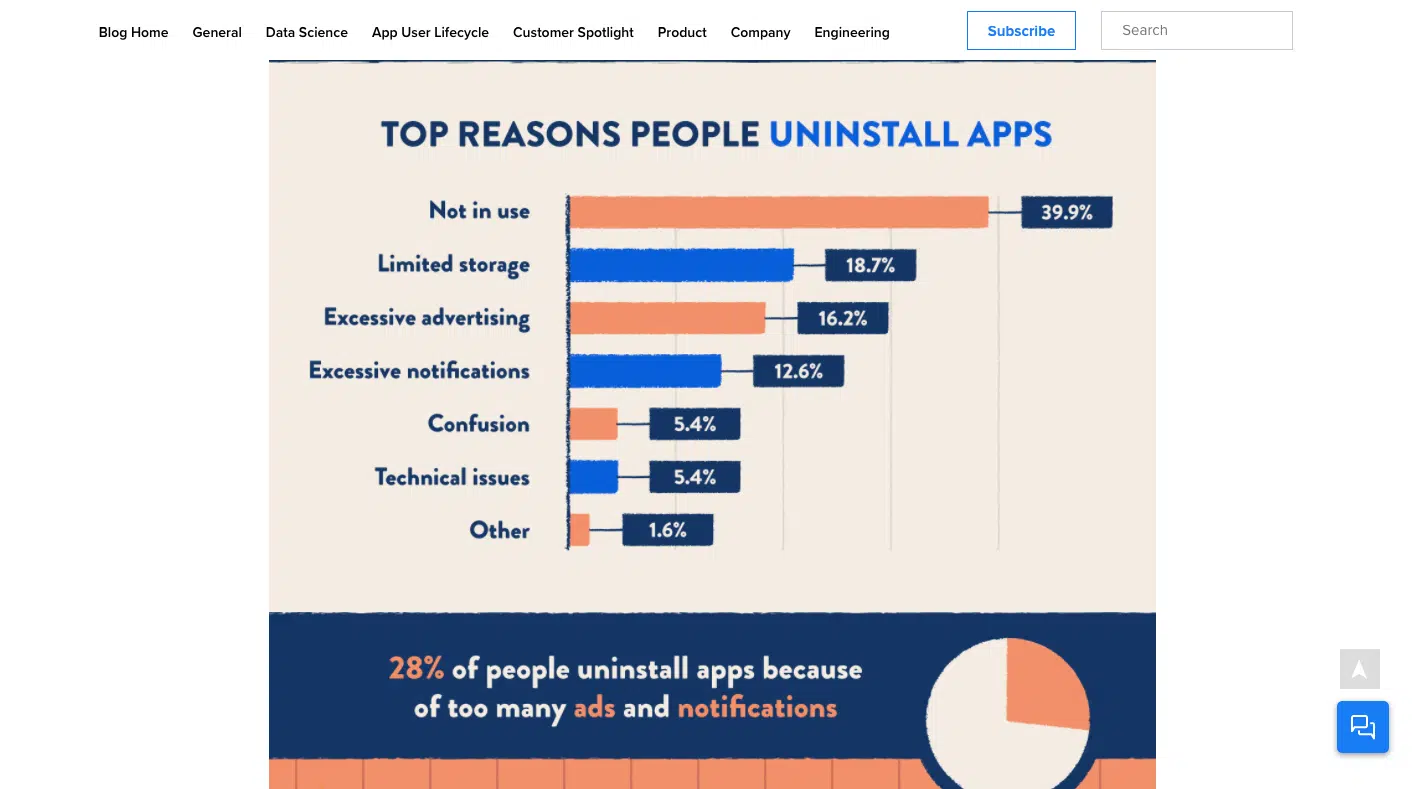 Blog Home General Data Science App User Lifecycle Customer Spotlight Product Company Engineering Subscribe Search
TOP REASONS PEOPLE UNINSTALL APPS
Not in use 39.9%
Limited storage 18.7%
Excessive advertising 16.2%
Excessive notifications 12.6%
Confusion 5.4%
Technical issues 5.4%
Other 1.6%
28% of people uninstall apps because
of too many ads and notifications